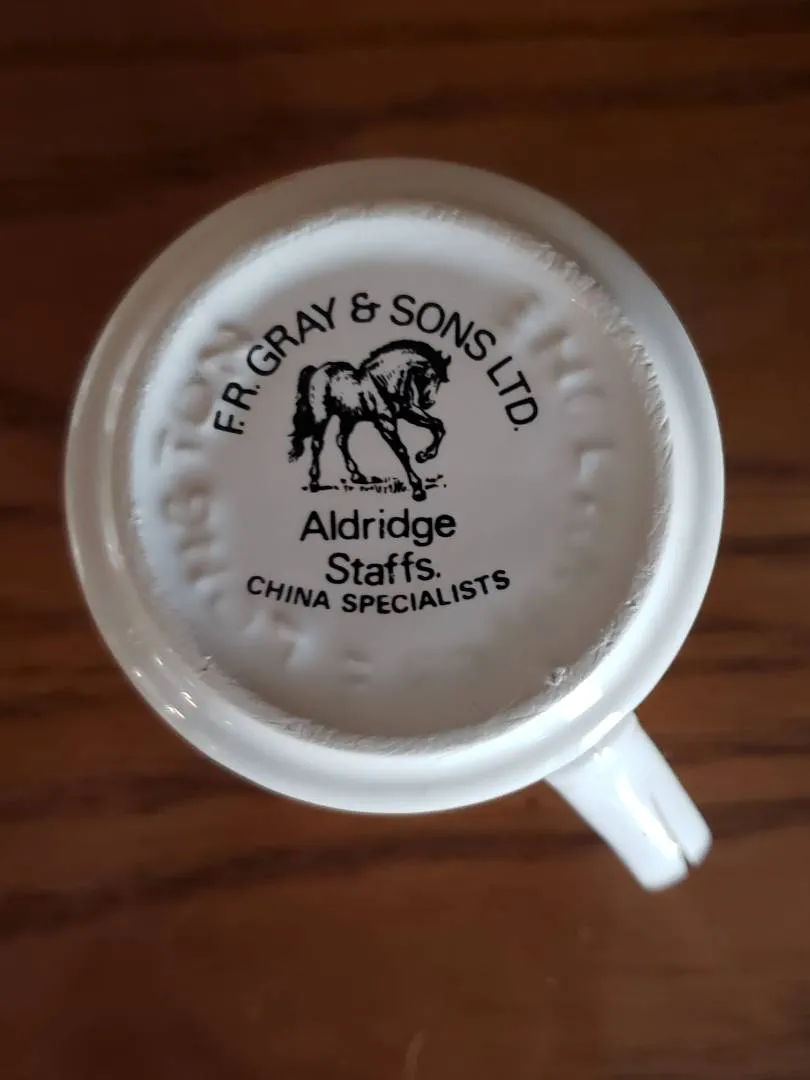 F.R. GRAY & SONS LTD.
Aldridge
Staffs.
CHINA SPECIALISTS